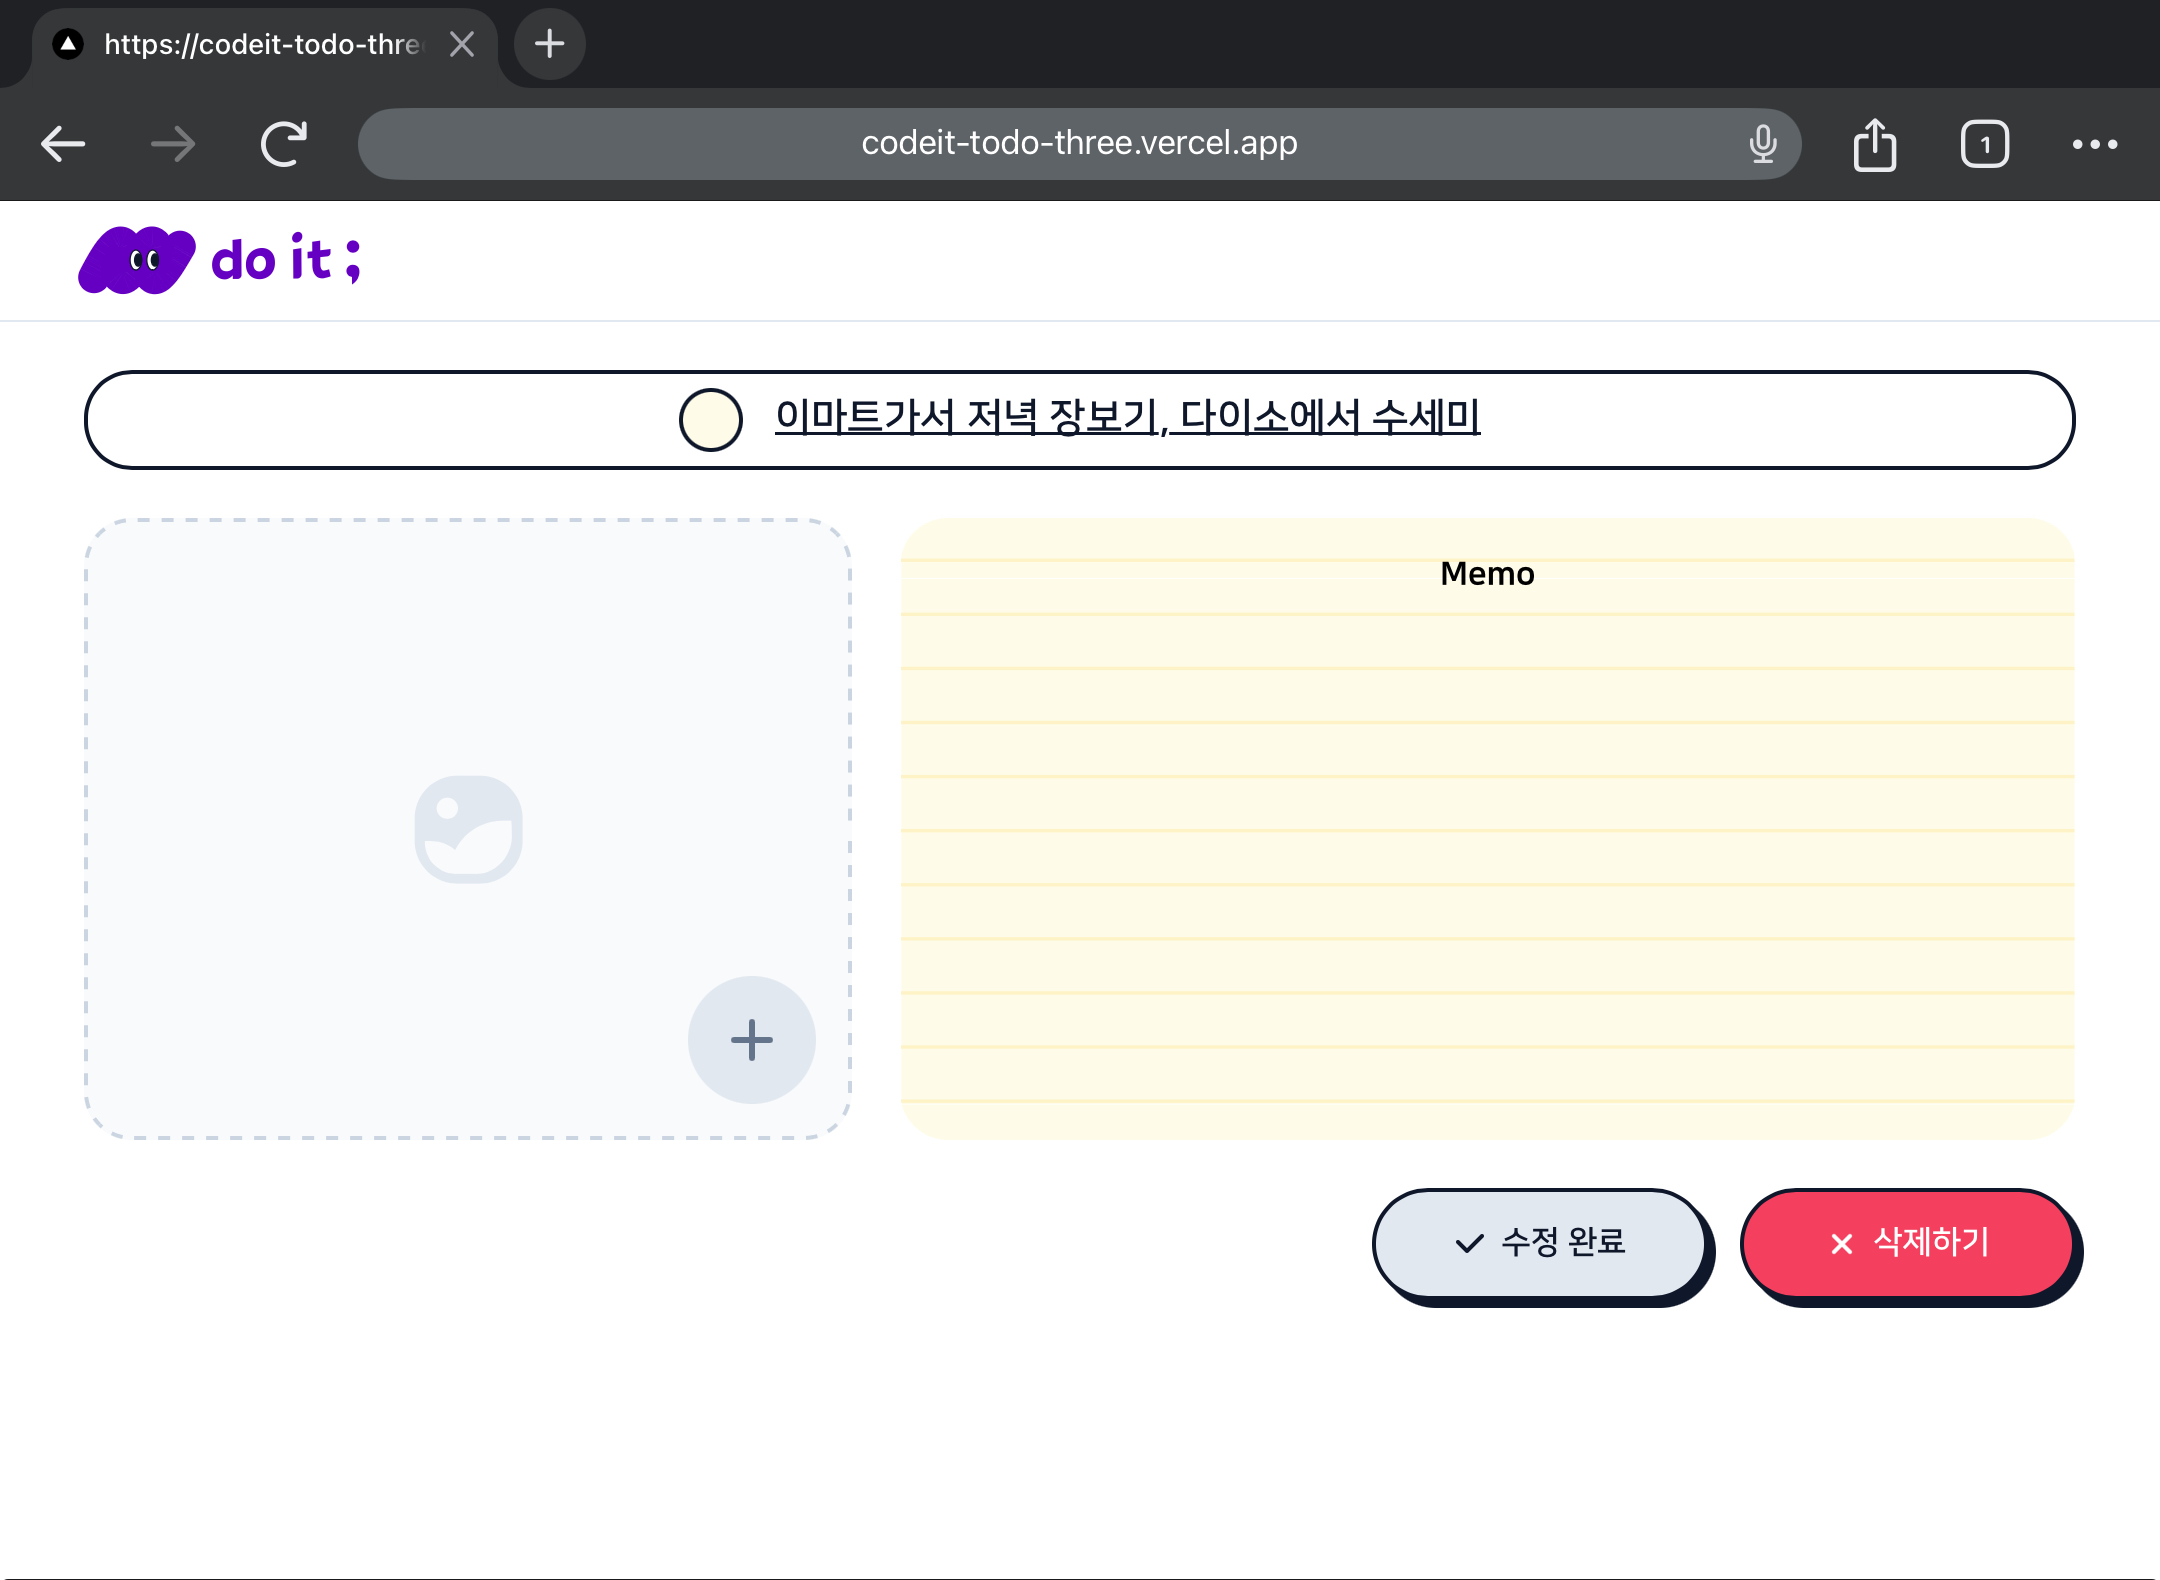 https://codeit-todo-thre
codeit-todo-three.vercel.app
1
do it ;
이마트가서 저녁 장보기, 다이소에서 수세미
Memo
수정 완료
삭제하기